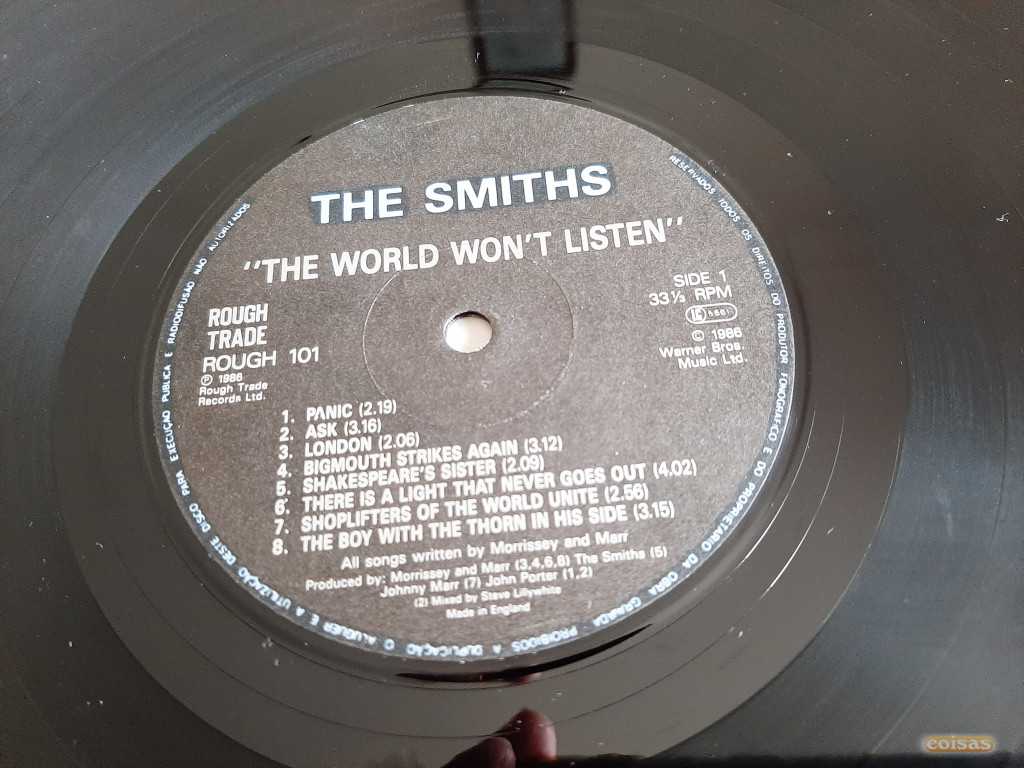 THE SMITHS
"THE WORLD WON'T LISTEN"
ROUGH
TRADE
ROUGH 101
℗ 1986
Rough Trade
Records Ltd.
SIDE 1
33⅓ RPM
© 1986
Warner Bros.
Music Ltd.
1. PANIC (2.19)
2. ASK (3.16)
3. LONDON (2.06)
4. BIGMOUTH STRIKES AGAIN (3.12)
5. SHAKESPEARE'S SISTER (2.09)
6. THERE IS A LIGHT THAT NEVER GOES OUT (4.02)
7. SHOPLIFTERS OF THE WORLD UNITE (2.56)
8. THE BOY WITH THE THORN IN HIS SIDE (3.15)
All songs written by Morrissey and Marr
Produced by: Morrissey and Marr (3,4,6,8) The Smiths (5)
Johnny Marr (7) John Porter (1,2)
(2) Mixed by Steve Lillywhite
Made in England
RESERVADOS TODOS OS DIREITOS DO PRODUTOR FONOGRAFICO E DO PROPRIETARIO DA OBRA GRAVADA PROIBIDOS A DUPLICAÇÃO O ALUGUER E A UTILIZAÇÃO DESTE DISCO PARA EXECUÇÃO PUBLICA E RADIODIFUSÃO NÃO AUTORIZADOS
coisas